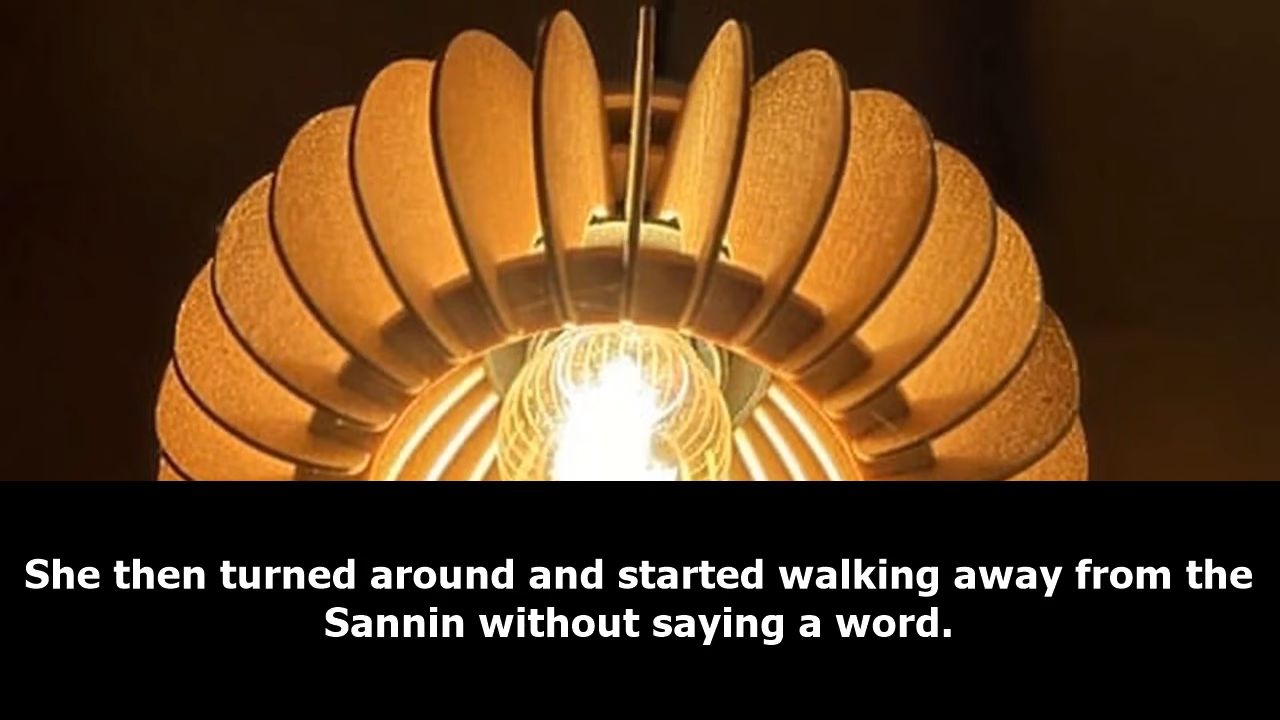 She then turned around and started walking away from the
Sannin without saying a word.